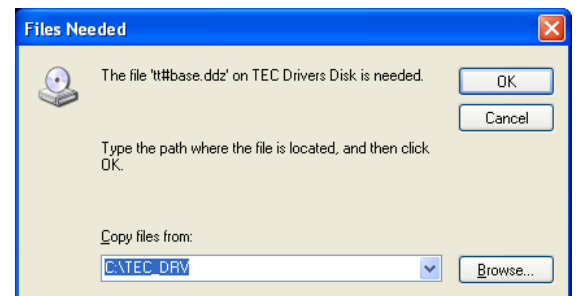 Files Needed
The file 'tt#base.ddz' on TEC Drivers Disk is needed.
OK
Cancel
Type the path where the file is located, and then click
OK.
Copy files from:
C:\TEC_DRV
Browse...